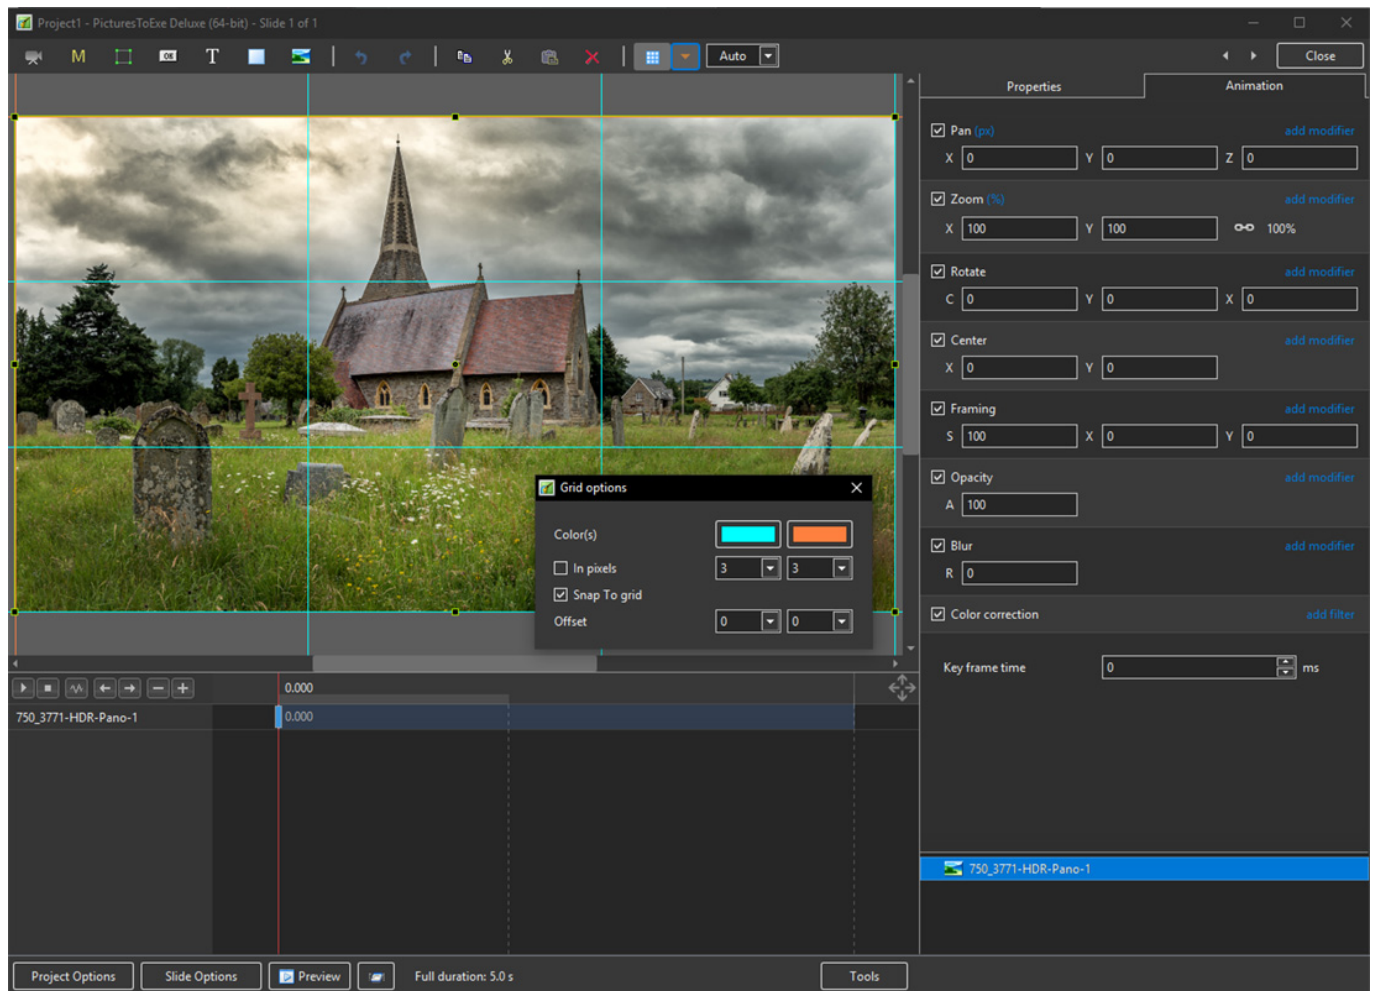 Project1 - PicturesToExe Deluxe (64-bit) - Slide 1 of 1
M OK T Auto Close
Properties Animation
Pan (px) add modifier
X 0 Y 0 Z 0
Zoom (%) add modifier
X 100 Y 100 100%
Rotate add modifier
C 0 Y 0 X 0
Center add modifier
X 0 Y 0
Framing add modifier
S 100 X 0 Y 0
Opacity add modifier
A 100
Blur add modifier
R 0
Color correction add filter
Key frame time 0 ms
Grid options
Color(s)
In pixels 3 3
Snap To grid
Offset 0 0
0.000
750_3771-HDR-Pano-1 0.000
750_3771-HDR-Pano-1
Project Options Slide Options Preview Full duration: 5.0 s Tools